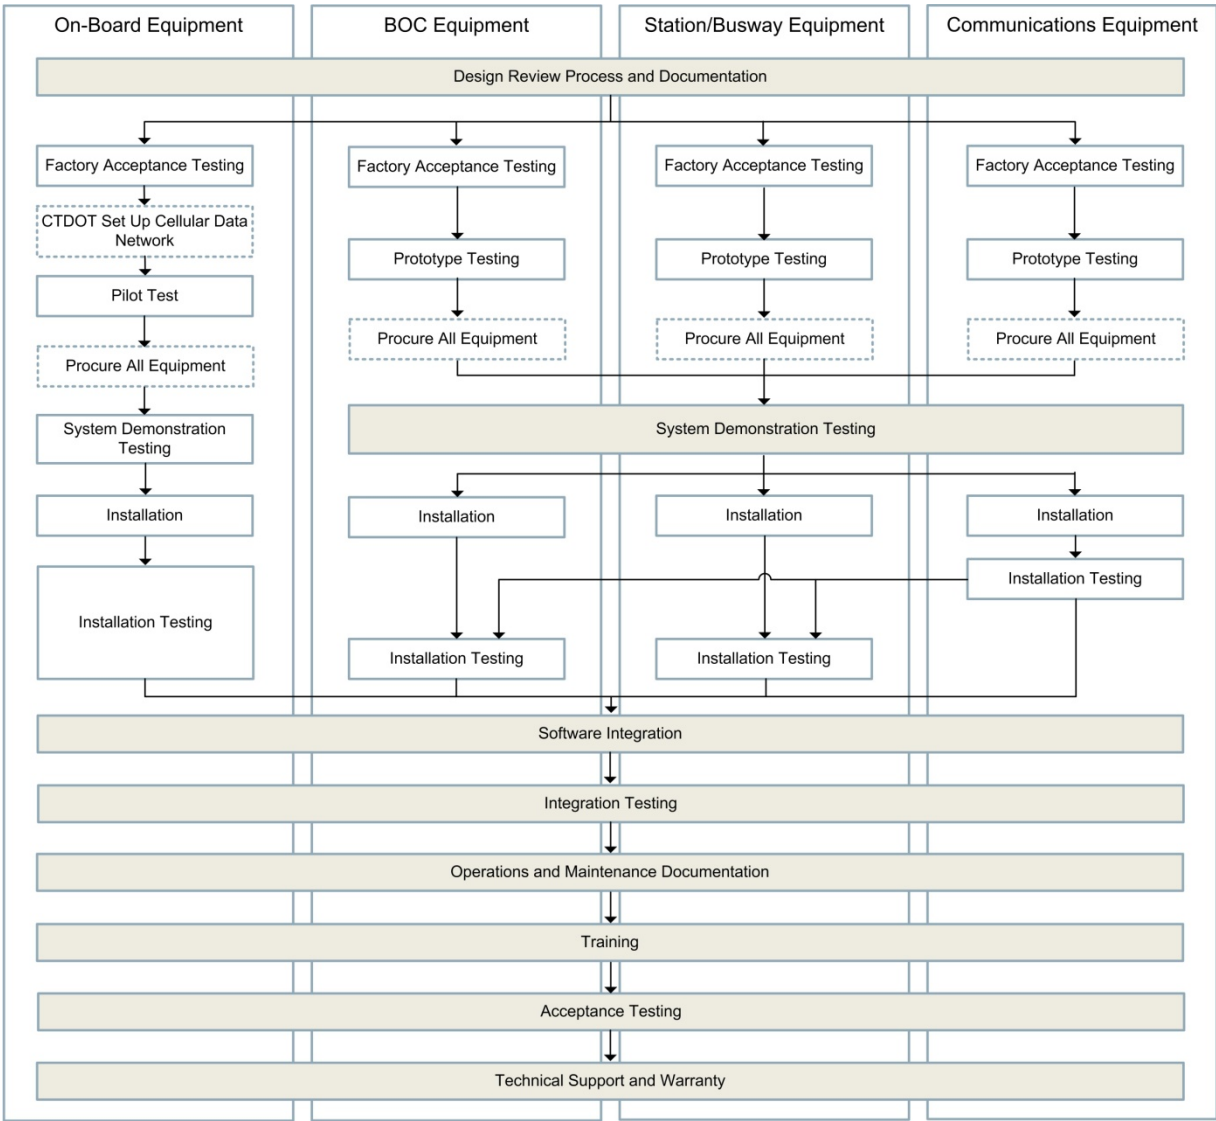 On-Board Equipment
BOC Equipment
Station/Busway Equipment
Communications Equipment
Design Review Process and Documentation
Factory Acceptance Testing
Factory Acceptance Testing
Factory Acceptance Testing
Factory Acceptance Testing
CTDOT Set Up Cellular Data
Network
Prototype Testing
Prototype Testing
Prototype Testing
Pilot Test
Procure All Equipment
Procure All Equipment
Procure All Equipment
Procure All Equipment
System Demonstration
Testing
System Demonstration Testing
Installation
Installation
Installation
Installation
Installation Testing
Installation Testing
Installation Testing
Installation Testing
Software Integration
Integration Testing
Operations and Maintenance Documentation
Training
Acceptance Testing
Technical Support and Warranty